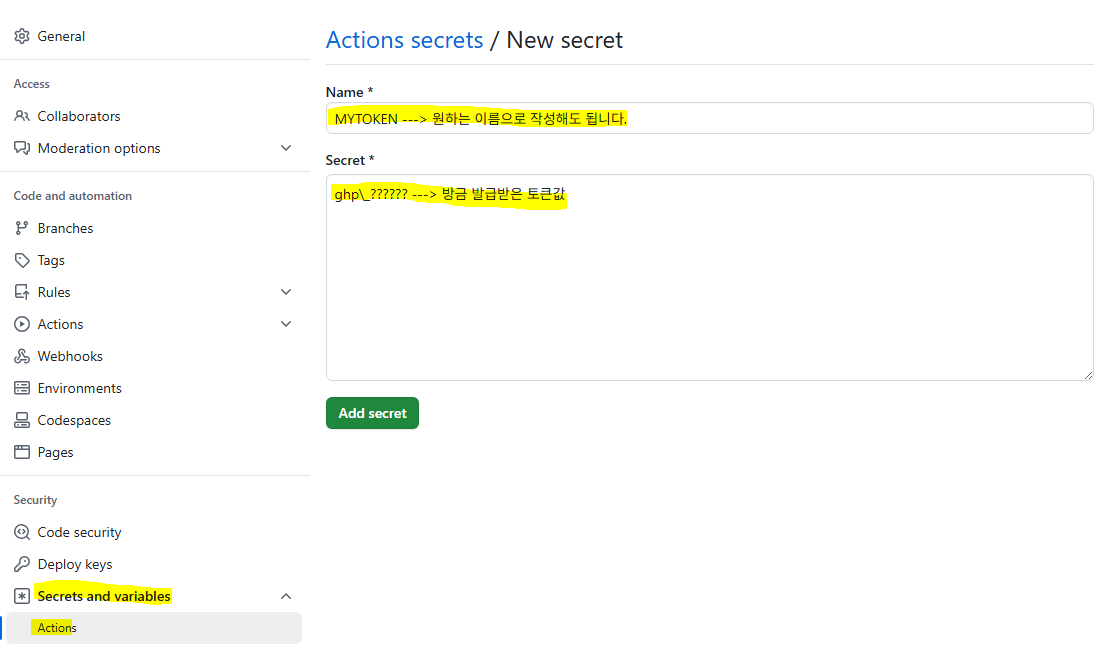 General
Access
Collaborators
Moderation options
Code and automation
Branches
Tags
Rules
Actions
Webhooks
Environments
Codespaces
Pages
Security
Code security
Deploy keys
Secrets and variables
Actions
Actions secrets / New secret
Name *
MYTOKEN ---> 원하는 이름으로 작성해도 됩니다.
Secret *
ghp\_?????? ---> 방금 발급받은 토큰값
Add secret